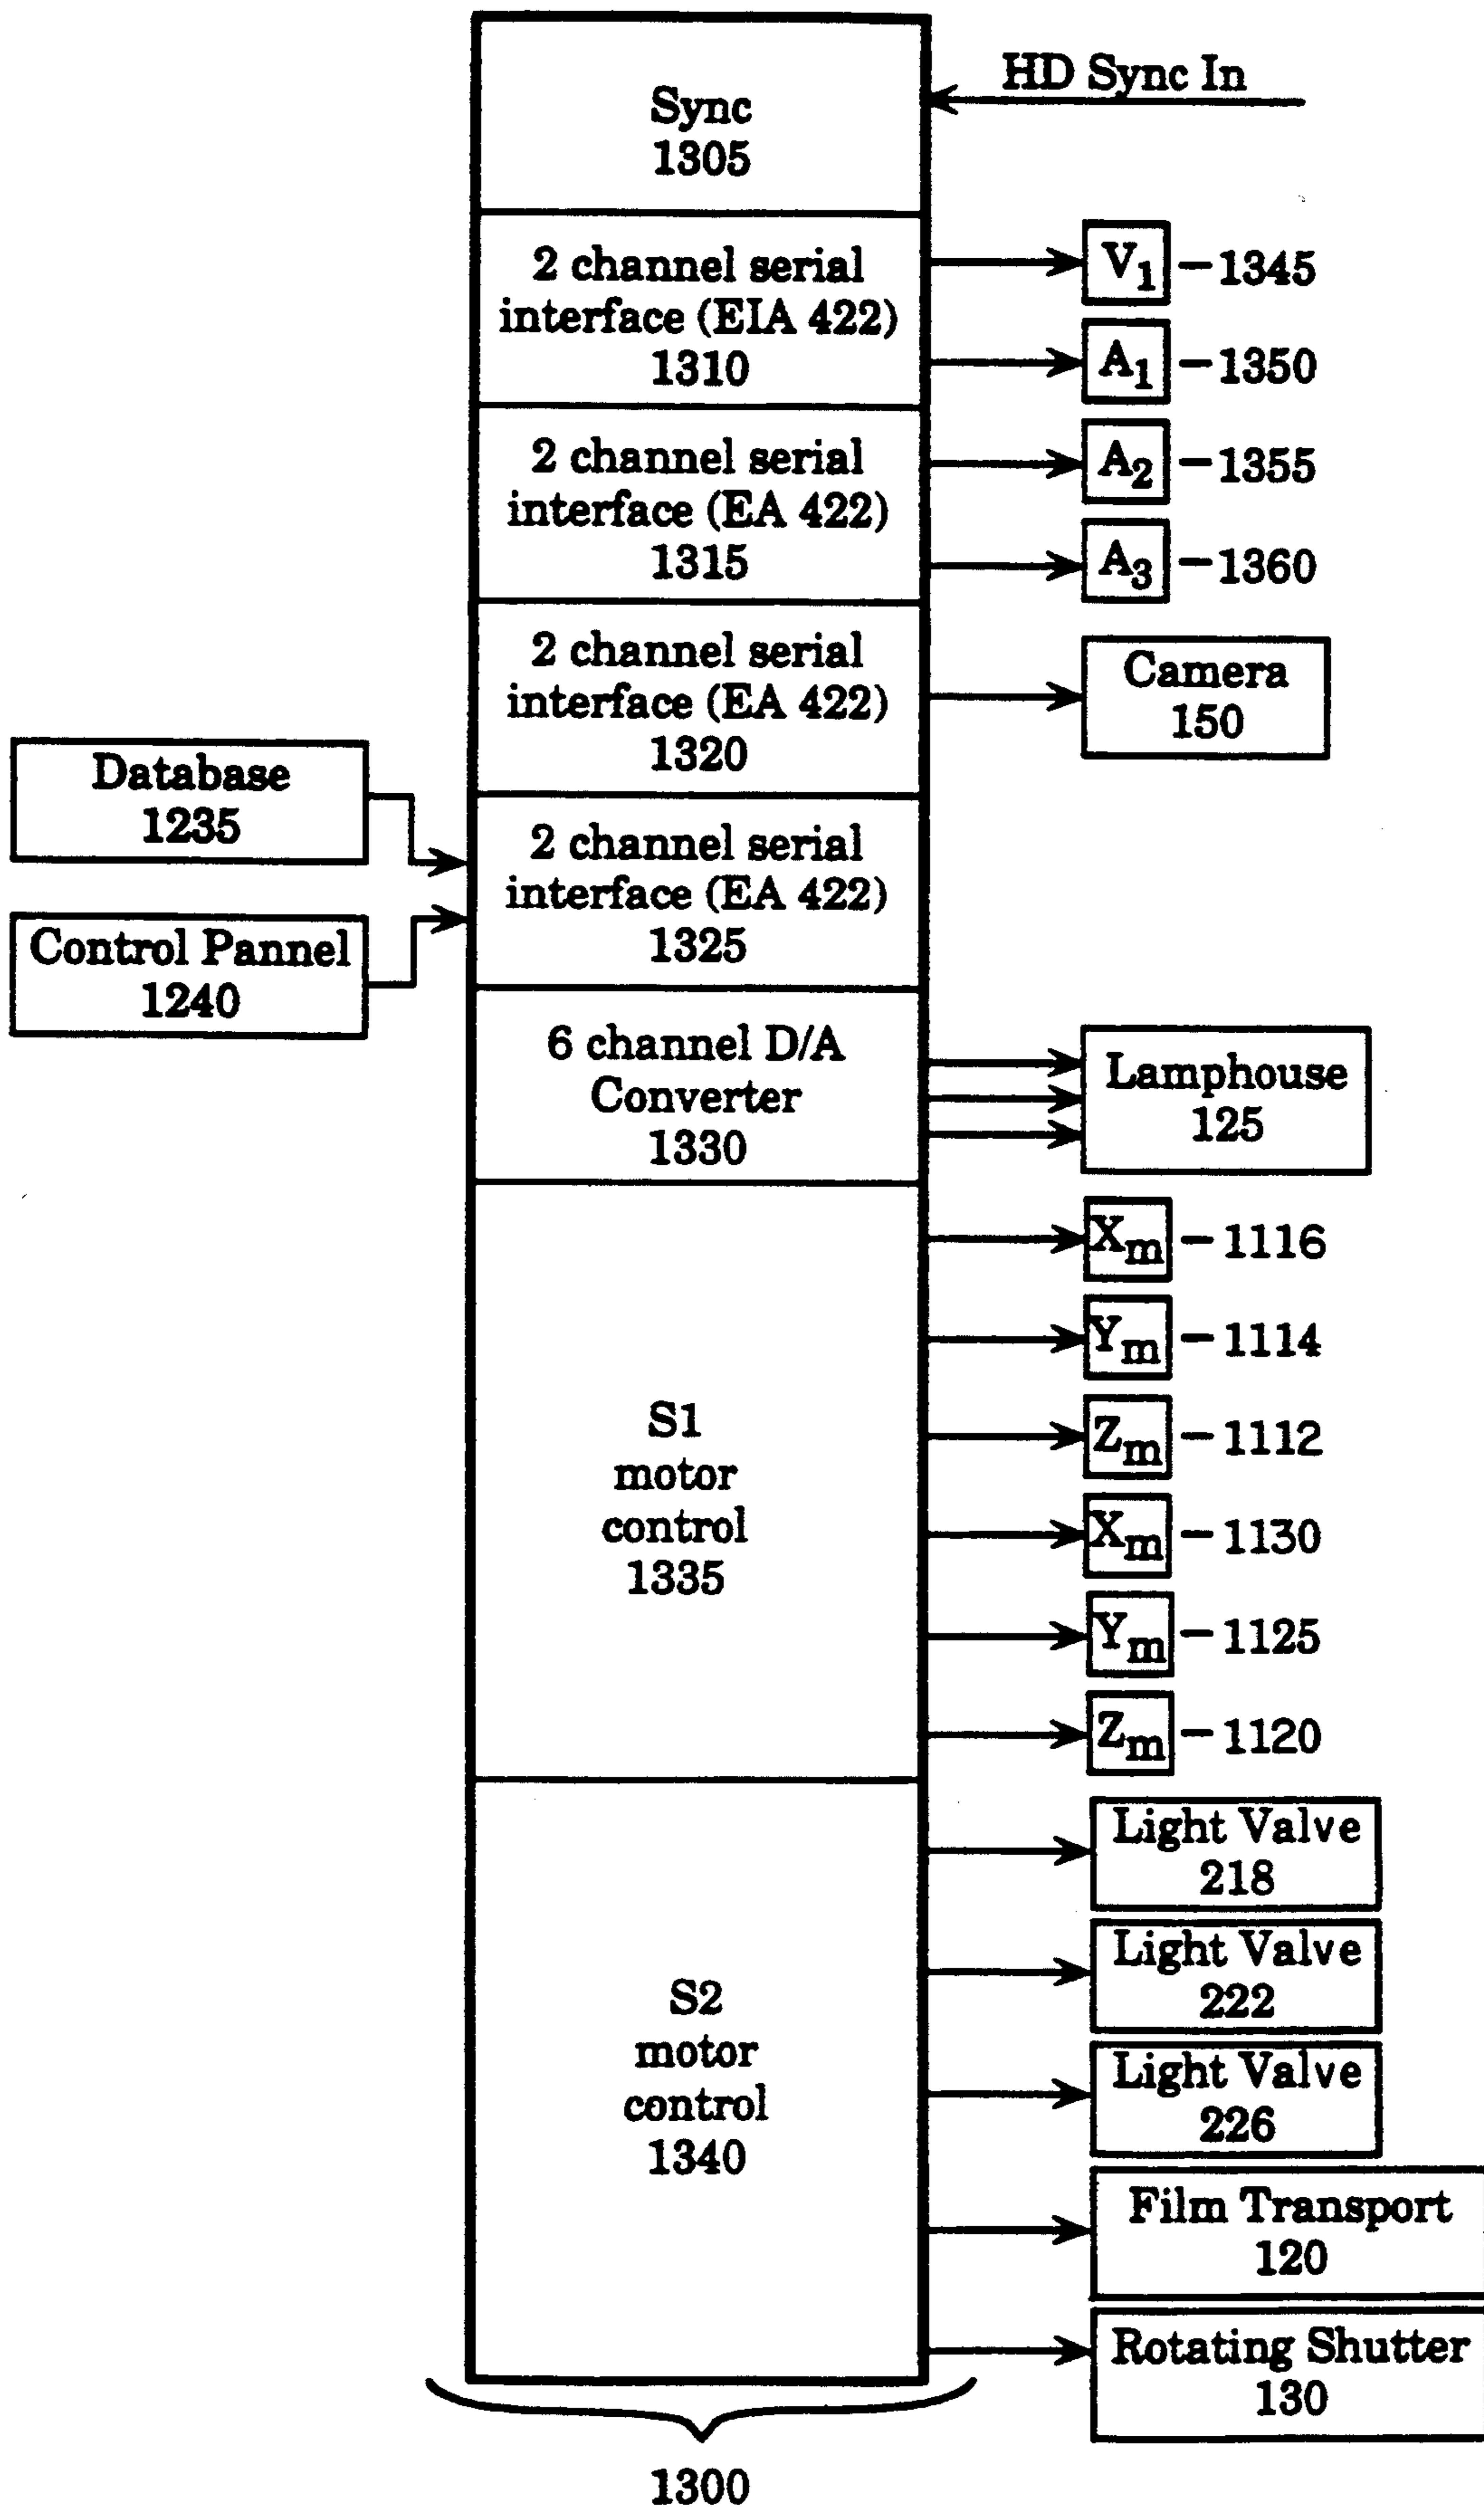 HD Sync In
Sync
1305
2 channel serial
interface (EIA 422)
1310
V1 -1345
A1 -1350
2 channel serial
interface (EA 422)
1315
A2 -1355
A3 -1360
2 channel serial
interface (EA 422)
1320
Camera
150
Database
1235
Control Pannel
1240
2 channel serial
interface (EA 422)
1325
6 channel D/A
Converter
1330
Lamphouse
125
S1
motor
control
1335
Xm -1116
Ym -1114
Zm -1112
Xm -1130
Ym -1125
Zm -1120
S2
motor
control
1340
Light Valve
218
Light Valve
222
Light Valve
226
Film Transport
120
Rotating Shutter
130
1300